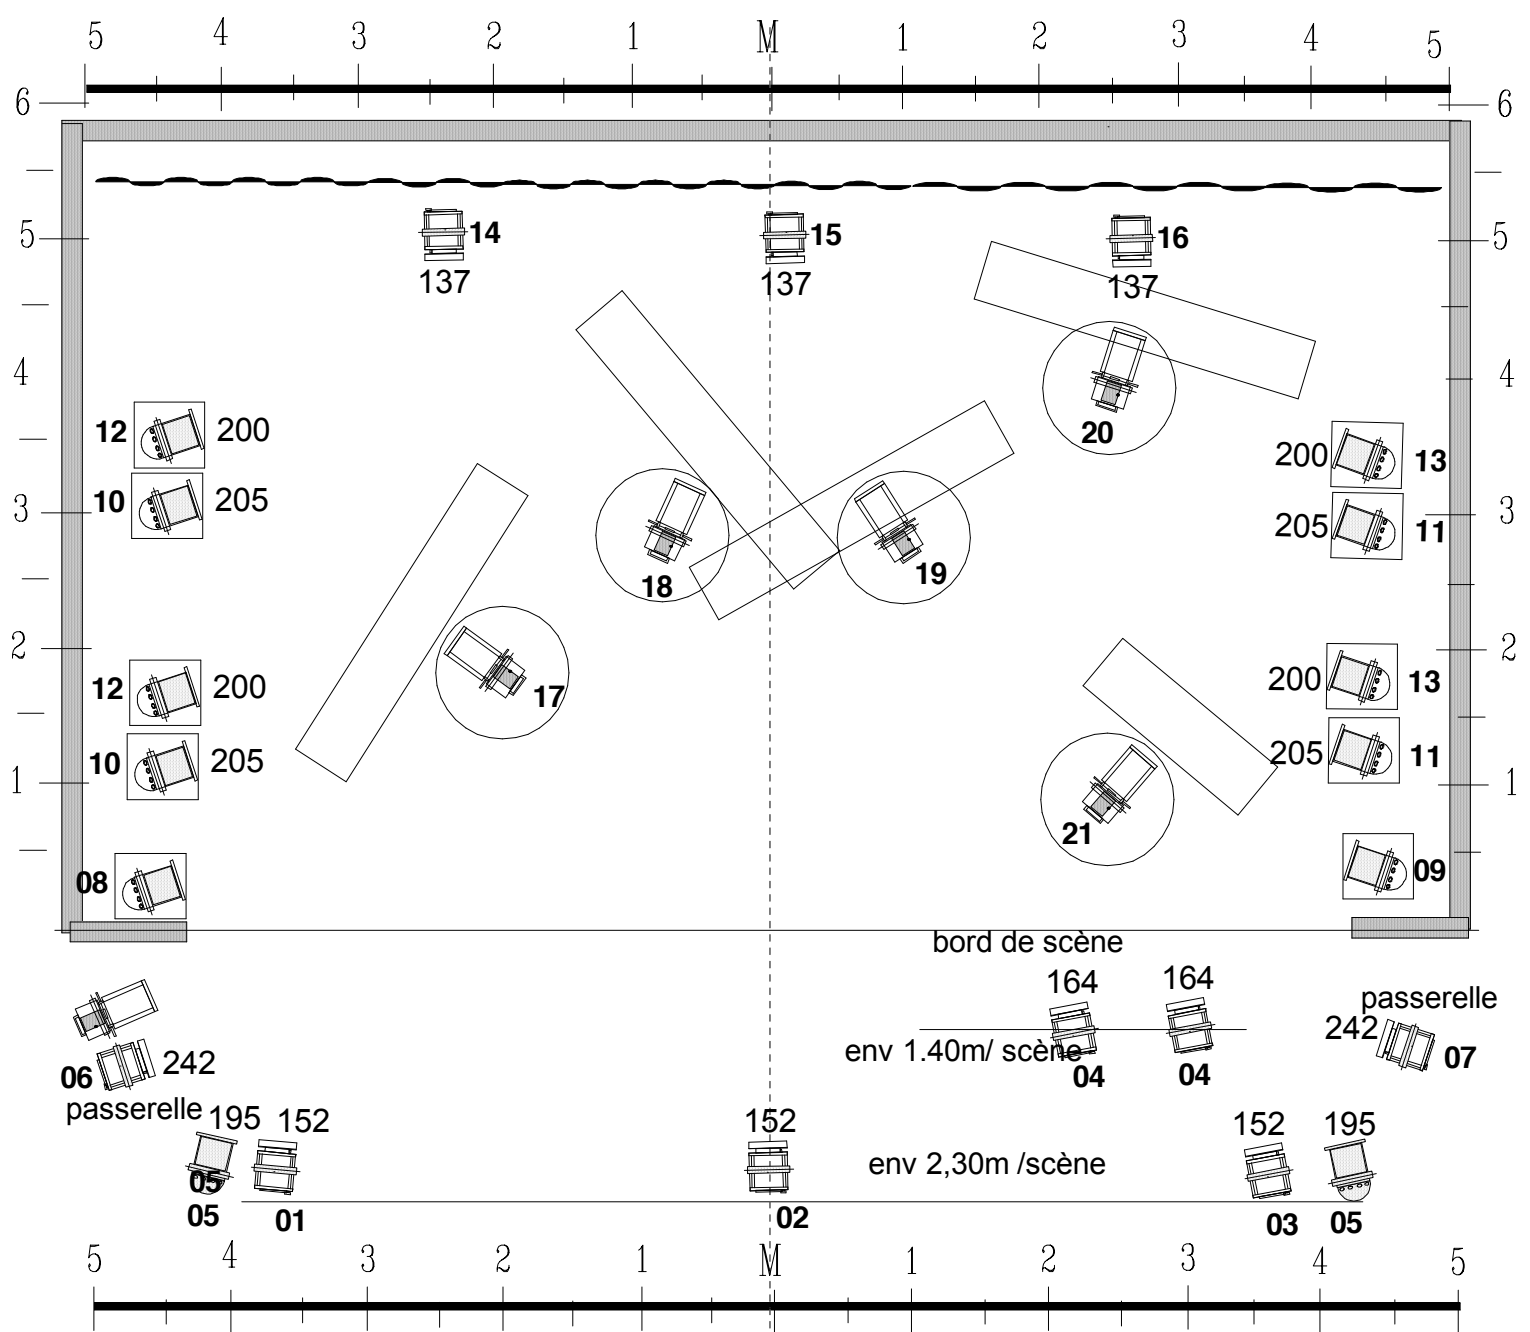 5 4 3 2 1 M 1 2 3 4 5
6 6
5 14 15 16 5
137 137 137
4 4
12 200 20 200 13
10 205 205 11
3 3
18 19
2 2
12 200 17 200 13
10 205 205 11
1 1
21
08 09
bord de scène
164 164
passerelle
242
env 1.40m/ scène
06 242 04 04 07
passerelle
195 152 152 152 195
env 2,30m /scène
05
05 01 02 03 05
5 4 3 2 1 M 1 2 3 4 5